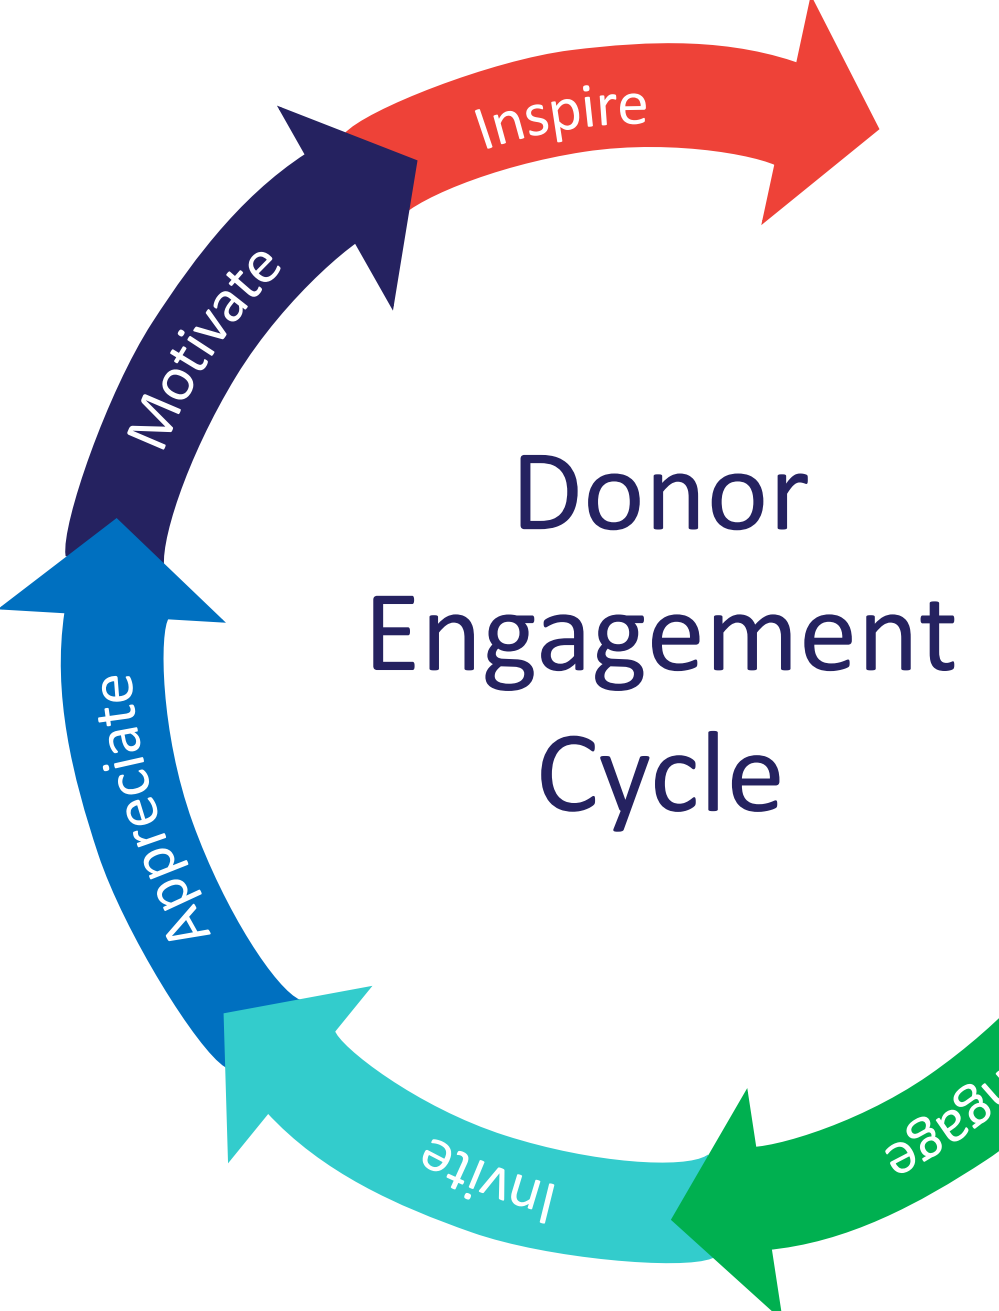 Inspire
Motivate
Donor
Engagement
Cycle
Appreciate
Invite